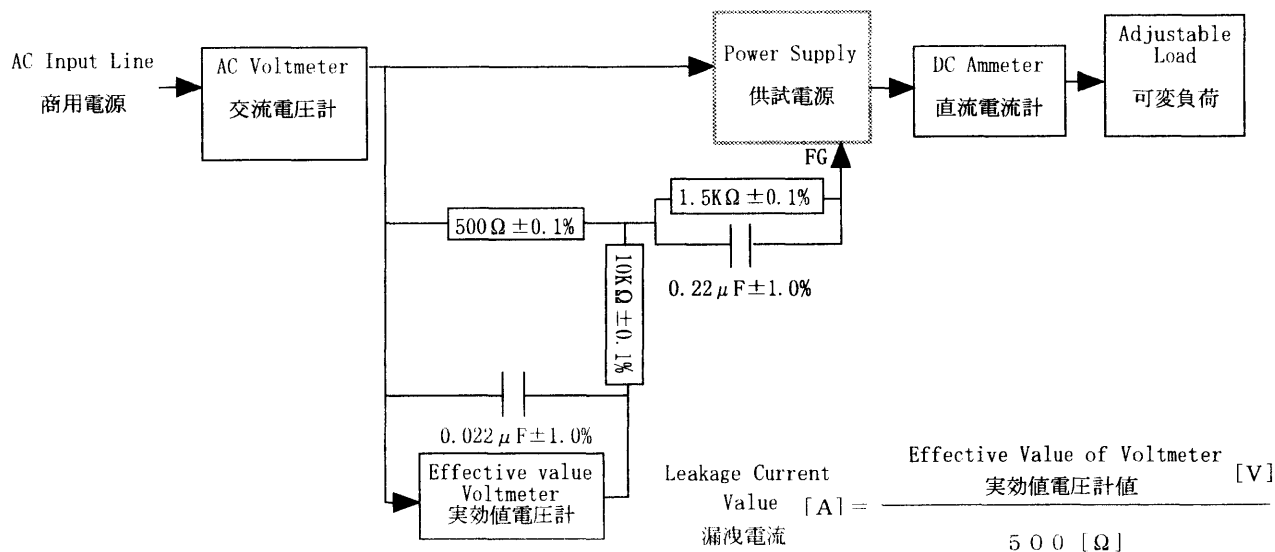 AC Input Line
商用電源
AC Voltmeter
交流電圧計
Power Supply
供試電源
FG
DC Ammeter
直流電流計
Adjustable
Load
可変負荷
1.5KΩ±0.1%
500Ω±0.1%
10KΩ±0.1%
0.22μF±1.0%
0.022μF±1.0%
Effective value
Voltmeter
実効値電圧計
Leakage Current
Value [A]=
漏洩電流
Effective Value of Voltmeter
実効値電圧計値 [V]
500 [Ω]